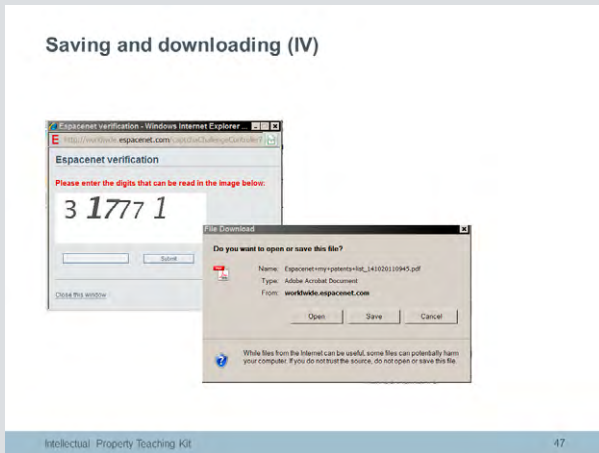 Saving and downloading (IV)
Espacenet verification - Windows Internet Explorer ...
http://worldwide.espacenet.com/
Espacenet verification
Please enter the digits that can be read in the image below:
3 17771
Submit
Close this window
File Download
Do you want to open or save this file?
Name: Espacenet+my+patents+list_141020110945.pdf
Type: Adobe Acrobat Document
From: worldwide.espacenet.com
Open Save Cancel
While files from the Internet can be useful, some files can potentially harm
your computer. If you do not trust the source, do not open or save this file.
Intellectual Property Teaching Kit 47